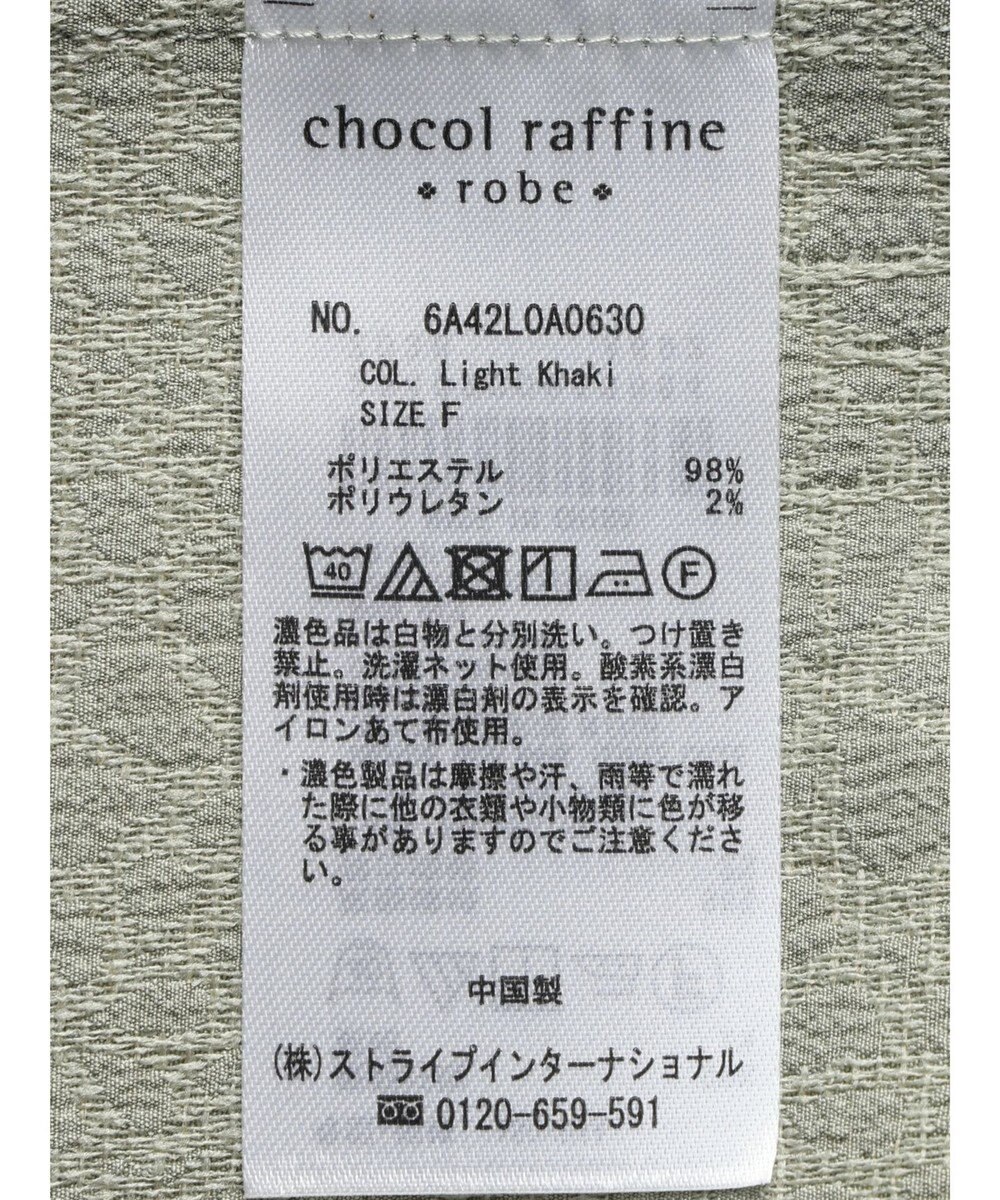 chocol raffine
robe
NO. 6A42L0A0630
COL. Light Khaki
SIZE F
ポリエステル 98%
ポリウレタン 2%
40 F
濃色品は白物と分別洗い。つけ置き
禁止。洗濯ネット使用。酸素系漂白
剤使用時は漂白剤の表示を確認。ア
イロンあて布使用。
・濃色製品は摩擦や汗、雨等で濡れ
た際に他の衣類や小物類に色が移
る事がありますのでご注意くださ
い。
中国製
(株)ストライプインターナショナル
0120-659-591